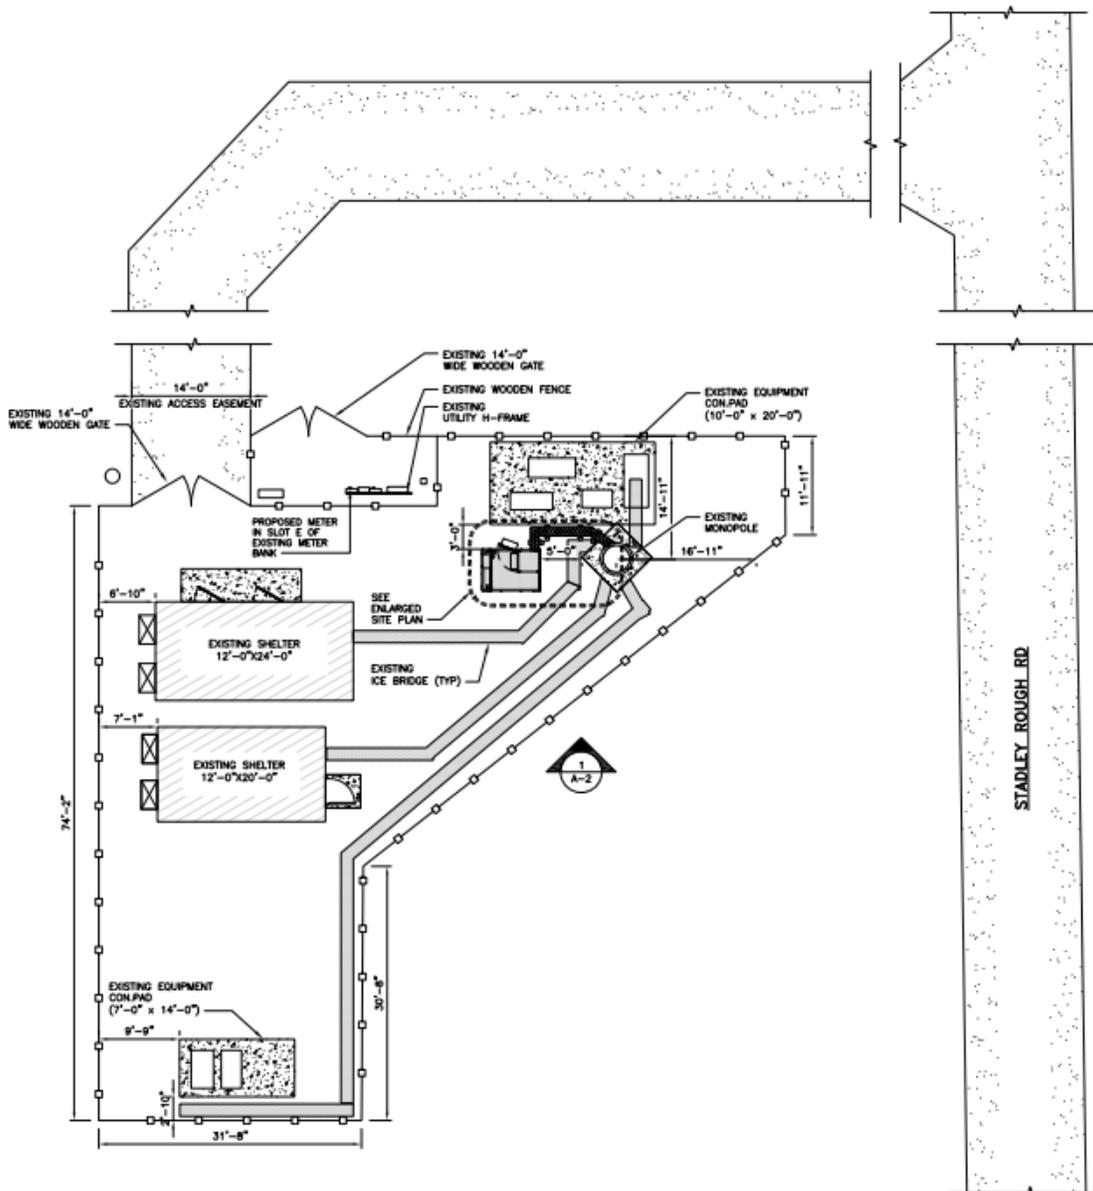 EXISTING 14'-0"
WIDE WOODEN GATE
EXISTING WOODEN FENCE
EXISTING
UTILITY H-FRAME
EXISTING EQUIPMENT
CON.PAD
(10'-0" x 20'-0")
14'-0"
EXISTING ACCESS EASEMENT
EXISTING 14'-0"
WIDE WOODEN GATE
11'-11"
14'-11"
EXISTING
MONOPOLE
16'-11"
PROPOSED METER
IN SLOT E OF
EXISTING METER
BANK
3'-0"
5'-0"
SEE
ENLARGED
SITE PLAN
6'-10"
EXISTING SHELTER
12'-0"X24'-0"
EXISTING
ICE BRIDGE (TYP)
7'-1"
EXISTING SHELTER
12'-0"X20'-0"
1
A-2
STADLEY ROUGH RD
74'-2"
30'-8"
EXISTING EQUIPMENT
CON.PAD
(7'-0" x 14'-0")
9'-9"
2'-10"
31'-8"